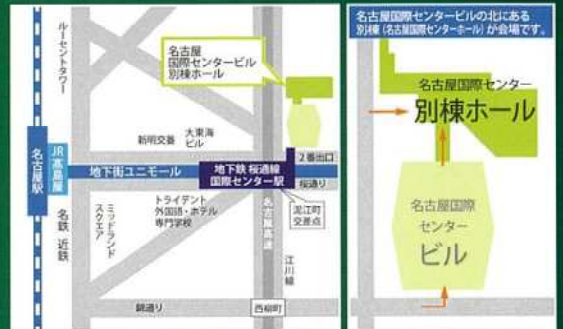 ルーセントタワー
名古屋
国際センタービル
別棟ホール
新明交番
大東海
ビル
2番出口
名古屋駅
JR高島屋
地下街ユニモール
地下鉄 桜通線
国際センター駅
桜通り
名鉄 近鉄
ミッドランド
スクエア
トライデント
外国語・ホテル
専門学校
名古屋高速
泥江町
交差点
江川線
錦通り
西柳町
名古屋国際センタービルの北にある
別棟(名古屋国際センターホール)が会場です。
名古屋国際センター
別棟ホール
名古屋国際
センター
ビル